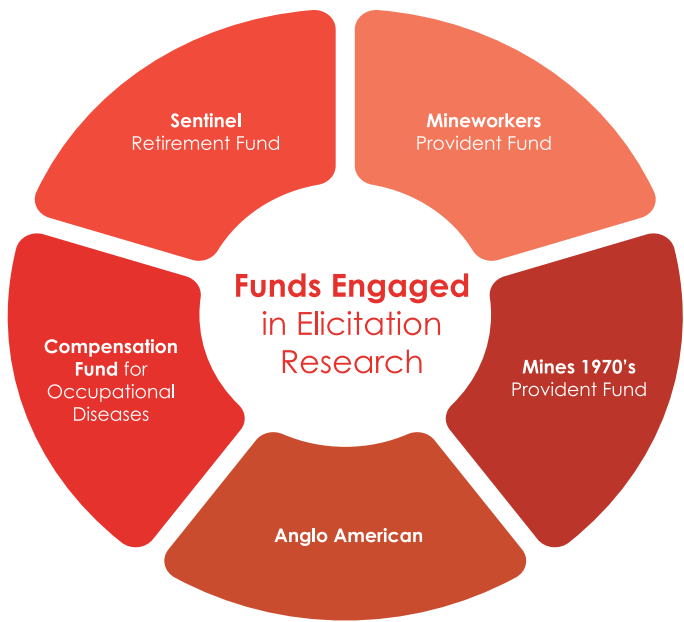 Sentinel
Retirement Fund
Mineworkers
Provident Fund
Funds Engaged
in Elicitation
Research
Compensation
Fund for
Occupational
Diseases
Mines 1970's
Provident Fund
Anglo American